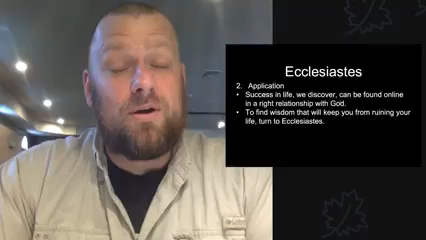 Ecclesiastes
2. Application
• Success in life, we discover, can be found online
in a right relationship with God.
• To find wisdom that will keep you from ruining your
life, turn to Ecclesiastes.